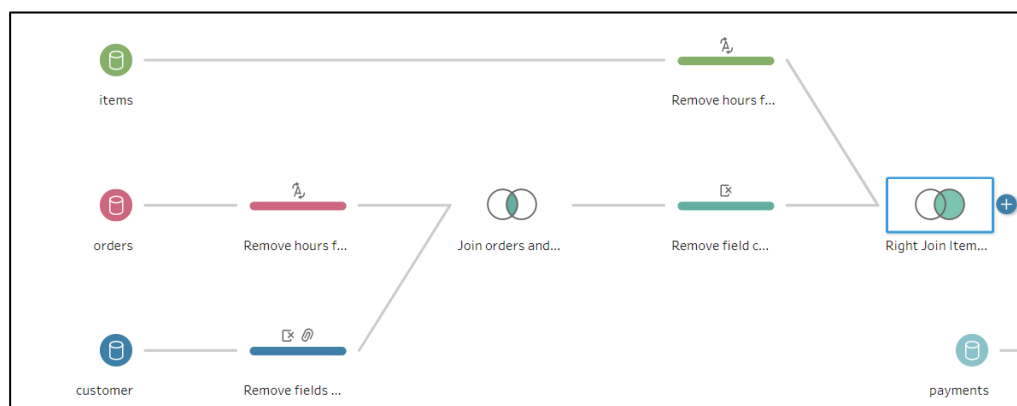 items
Remove hours f...
orders
Remove hours f...
Join orders and...
Remove field c...
Right Join Item...
customer
Remove fields ...
payments